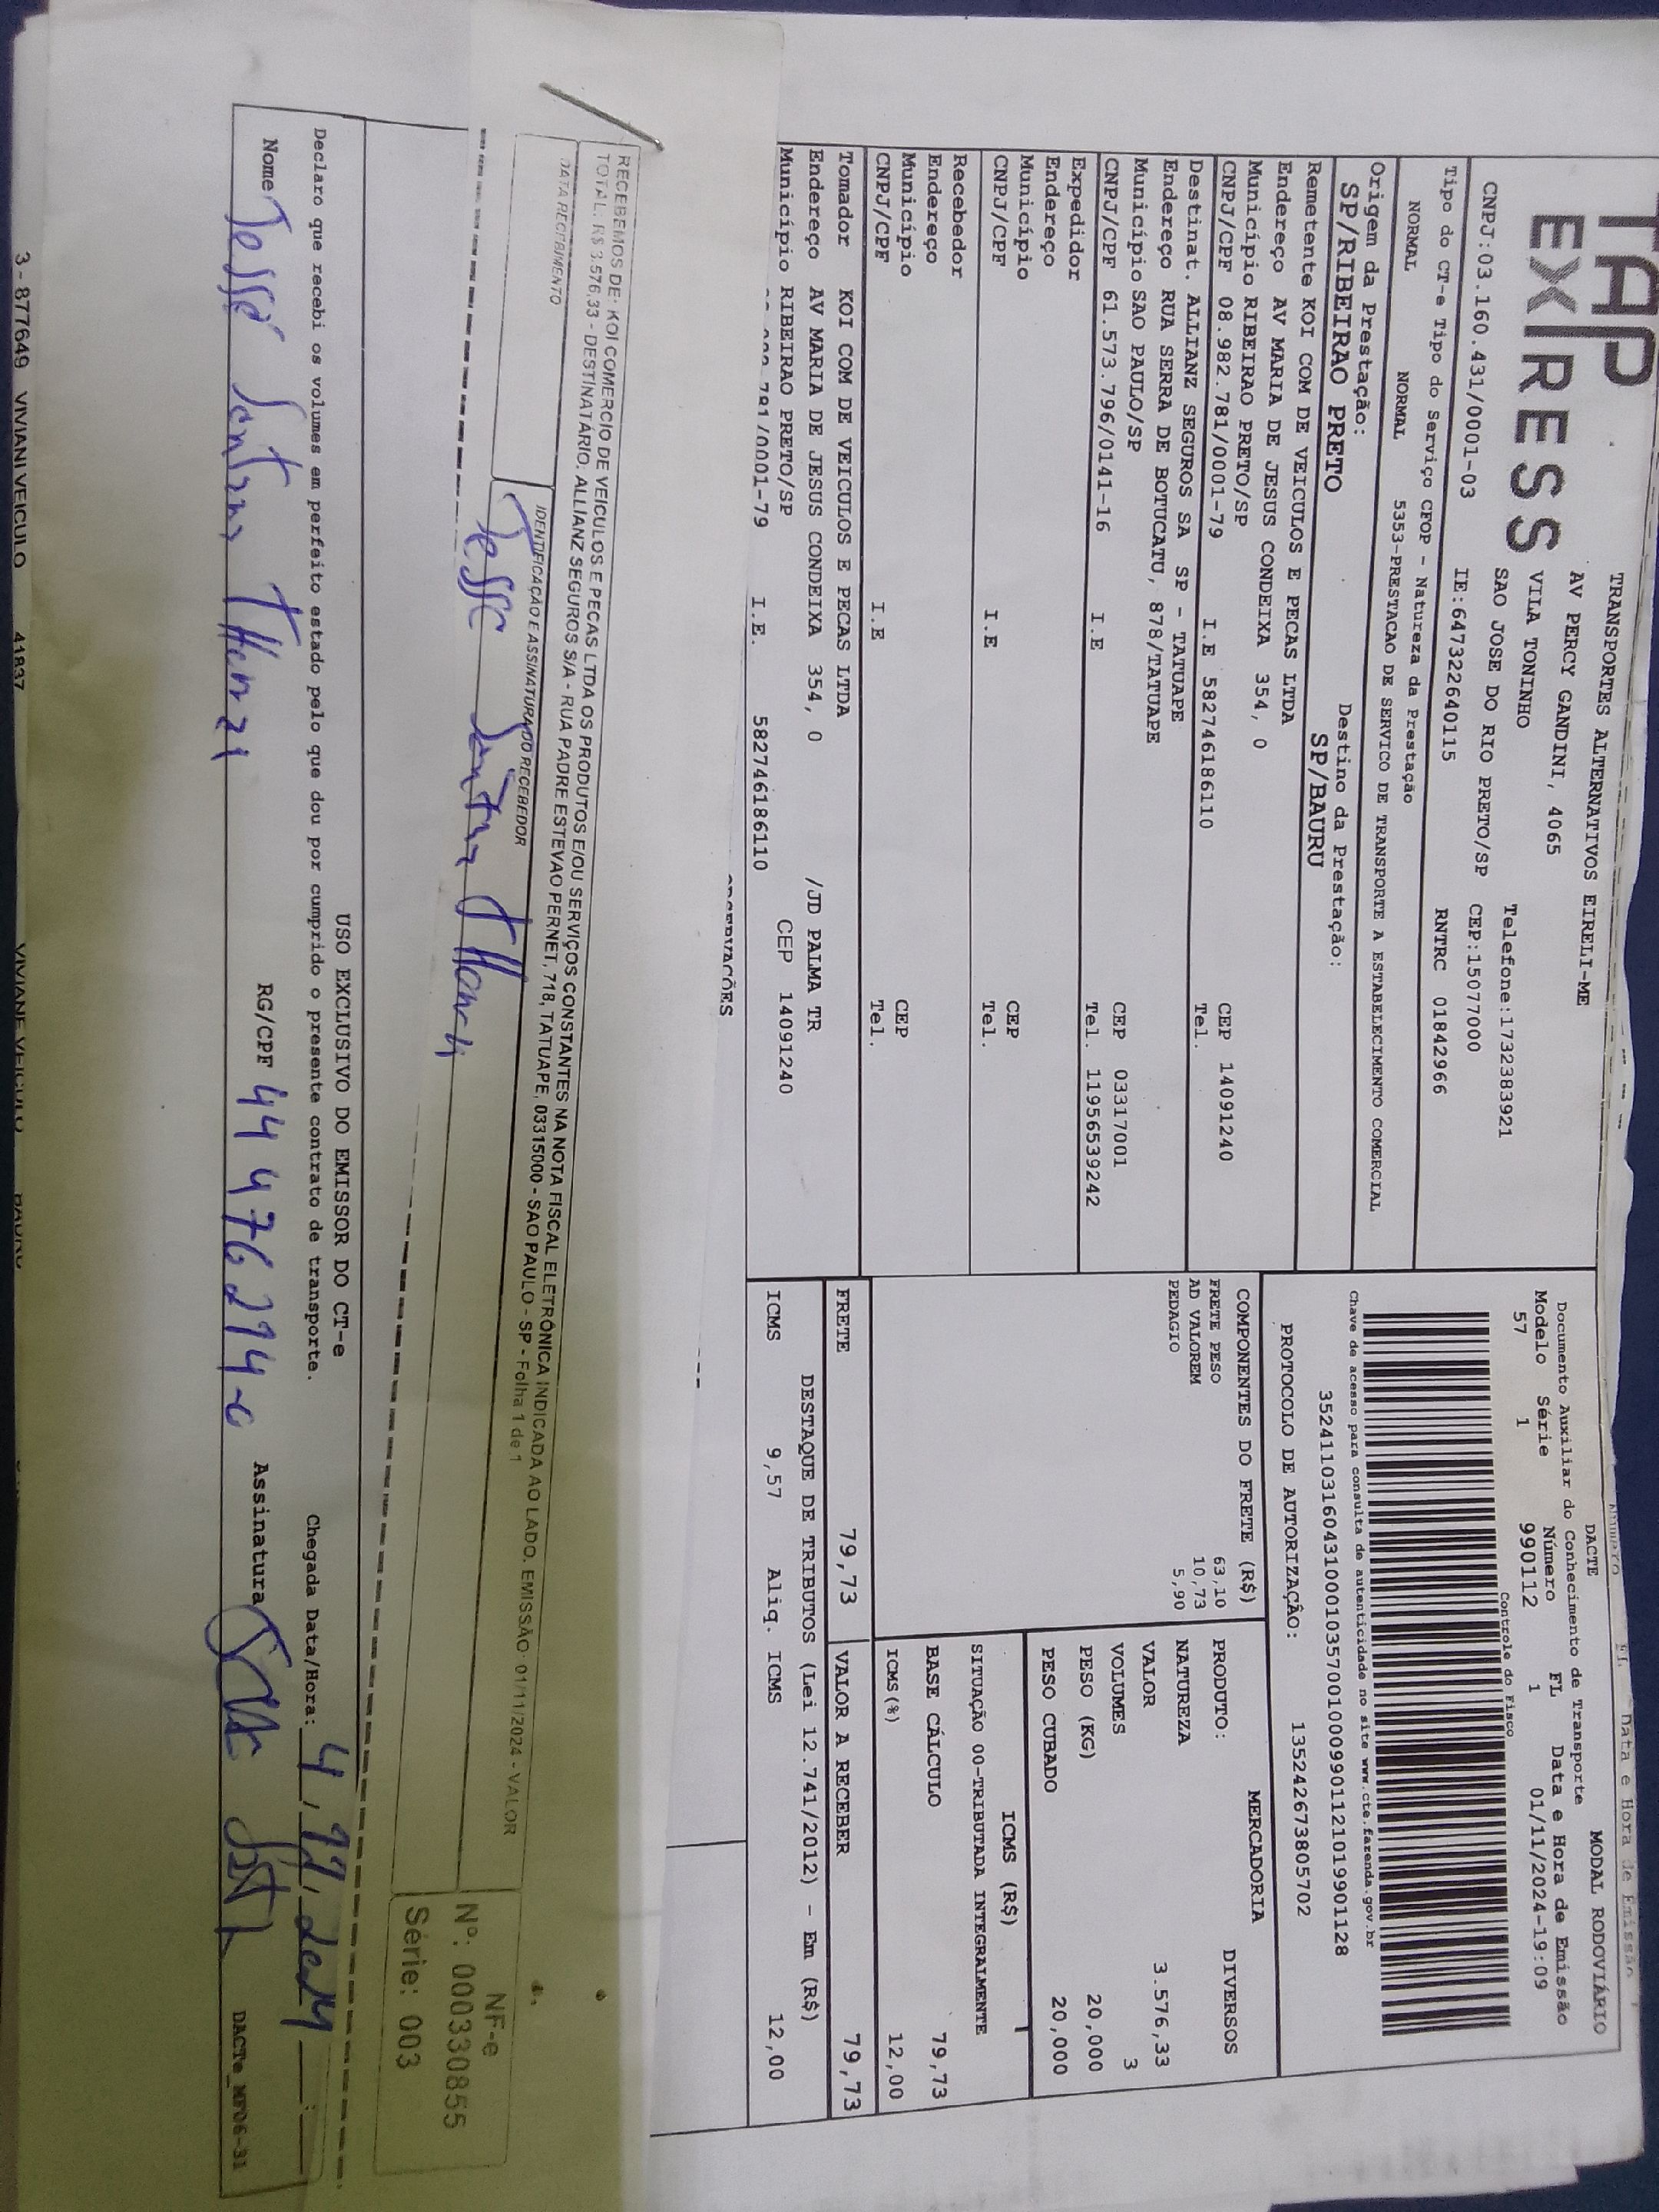 TAP
EXPRESS
TRANSPORTES ALTERNATIVOS EIRELI-ME
AV PERCY GANDINI, 4065
VILA TONINHO
SAO JOSE DO RIO PRETO/SP
Telefone:1732383921
CEP:15077000
CNPJ:03.160.431/0001-03 IE:647322640115 RNTRC 01842966
Data e Hora de Emissão
DACTE MODAL RODOVIÁRIO
Documento Auxiliar do Conhecimento de Transporte
Modelo Série Número FL Data e Hora de Emissão
57 1 990112 1 01/11/2024-19:09
Controle do Fisco
Tipo do CT-e Tipo do Serviço CFOP - Natureza da Prestação
NORMAL NORMAL 5353-PRESTACAO DE SERVICO DE TRANSPORTE A ESTABELECIMENTO COMERCIAL
Chave de acesso para consulta de autenticidade no site www.cte.fazenda.gov.br
35241103160431000103570010009901121019901128
PROTOCOLO DE AUTORIZAÇÃO: 135242673805702
Origem da Prestação: Destino da Prestação:
SP/RIBEIRAO PRETO SP/BAURU
Remetente KOI COM DE VEICULOS E PECAS LTDA
Endereço AV MARIA DE JESUS CONDEIXA 354, 0
Município RIBEIRAO PRETO/SP CEP 14091240
CNPJ/CPF 08.982.781/0001-79 I.E 582746186110 Tel.
Destinat. ALLIANZ SEGUROS SA SP - TATUAPE
Endereço RUA SERRA DE BOTUCATU, 878/TATUAPE
Município SAO PAULO/SP CEP 03317001
CNPJ/CPF 61.573.796/0141-16 I.E Tel. 11956539242
Expedidor
Endereço
Município CEP
CNPJ/CPF I.E Tel.
Recebedor
Endereço
Município CEP
CNPJ/CPF I.E Tel.
Tomador KOI COM DE VEICULOS E PECAS LTDA
Endereço AV MARIA DE JESUS CONDEIXA 354, 0 /JD PALMA TR
Município RIBEIRAO PRETO/SP CEP 14091240
781/0001-79 I.E. 582746186110
COMPONENTES DO FRETE (R$)
FRETE PESO 63,10
AD VALOREM 10,73
PEDAGIO 5,90
MERCADORIA
PRODUTO: DIVERSOS
NATUREZA
VALOR 3.576,33
VOLUMES 3
PESO (KG) 20,000
PESO CUBADO 20,000
ICMS (R$)
SITUAÇÃO 00-TRIBUTADA INTEGRALMENTE
BASE CÁLCULO 79,73
ICMS(%) 12,00
FRETE 79,73 VALOR A RECEBER 79,73
DESTAQUE DE TRIBUTOS (Lei 12.741/2012) - Em (R$)
ICMS 9,57 Aliq. ICMS 12,00
OBSERVAÇÕES
RECEBEMOS DE: KOI COMERCIO DE VEICULOS E PECAS LTDA OS PRODUTOS E/OU SERVIÇOS CONSTANTES NA NOTA FISCAL ELETRÔNICA INDICADA AO LADO. EMISSÃO: 01/11/2024 - VALOR
TOTAL: R$ 3.576,33 - DESTINATÁRIO: ALLIANZ SEGUROS S/A - RUA PADRE ESTEVAO PERNET, 718, TATUAPE, 03315000 - SAO PAULO - SP - Folha 1 de 1
DATA RECEBIMENTO IDENTIFICAÇÃO E ASSINATURA DO RECEBEDOR
NF-e
Nº: 000330855
Série: 003
USO EXCLUSIVO DO EMISSOR DO CT-e
Declaro que recebi os volumes em perfeito estado pelo que dou por cumprido o presente contrato de transporte. Chegada Data/Hora: 4, 11, 2024 :
Nome RG/CPF 44476274-0 Assinatura DACTe_MF06-31
3 - 877649 VIVIANI VEICULO 41837